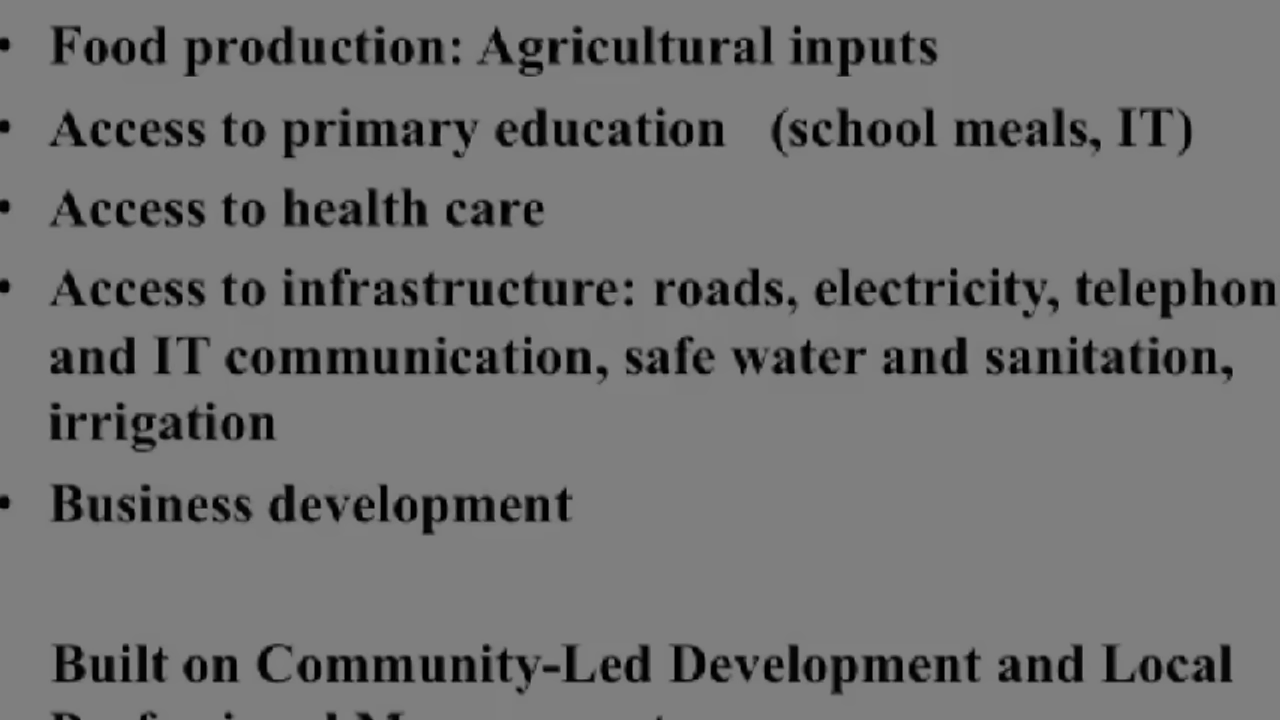 • Food production: Agricultural inputs
• Access to primary education (school meals, IT)
• Access to health care
• Access to infrastructure: roads, electricity, telephon
and IT communication, safe water and sanitation,
irrigation
• Business development
Built on Community-Led Development and Local